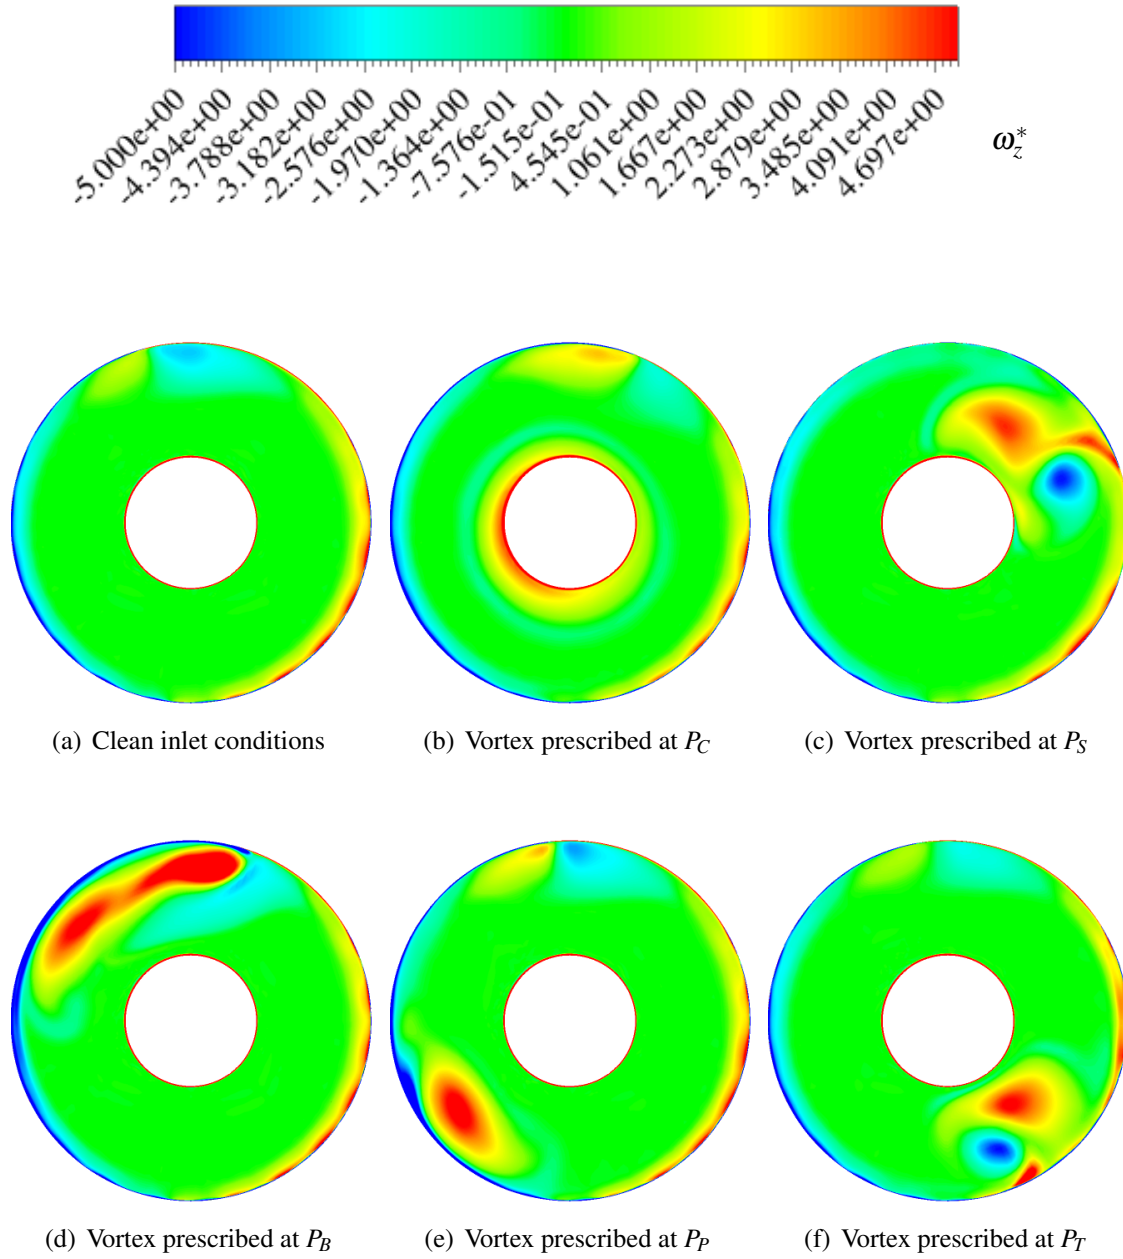 -5.000e+00
-4.394e+00
-3.788e+00
-3.182e+00
-2.576e+00
-1.970e+00
-1.364e+00
-7.576e-01
-1.515e-01
4.545e-01
1.061e+00
1.667e+00
2.273e+00
2.879e+00
3.485e+00
4.091e+00
4.697e+00
ω*z
(a) Clean inlet conditions
(b) Vortex prescribed at PC
(c) Vortex prescribed at PS
(d) Vortex prescribed at PB
(e) Vortex prescribed at PP
(f) Vortex prescribed at PT